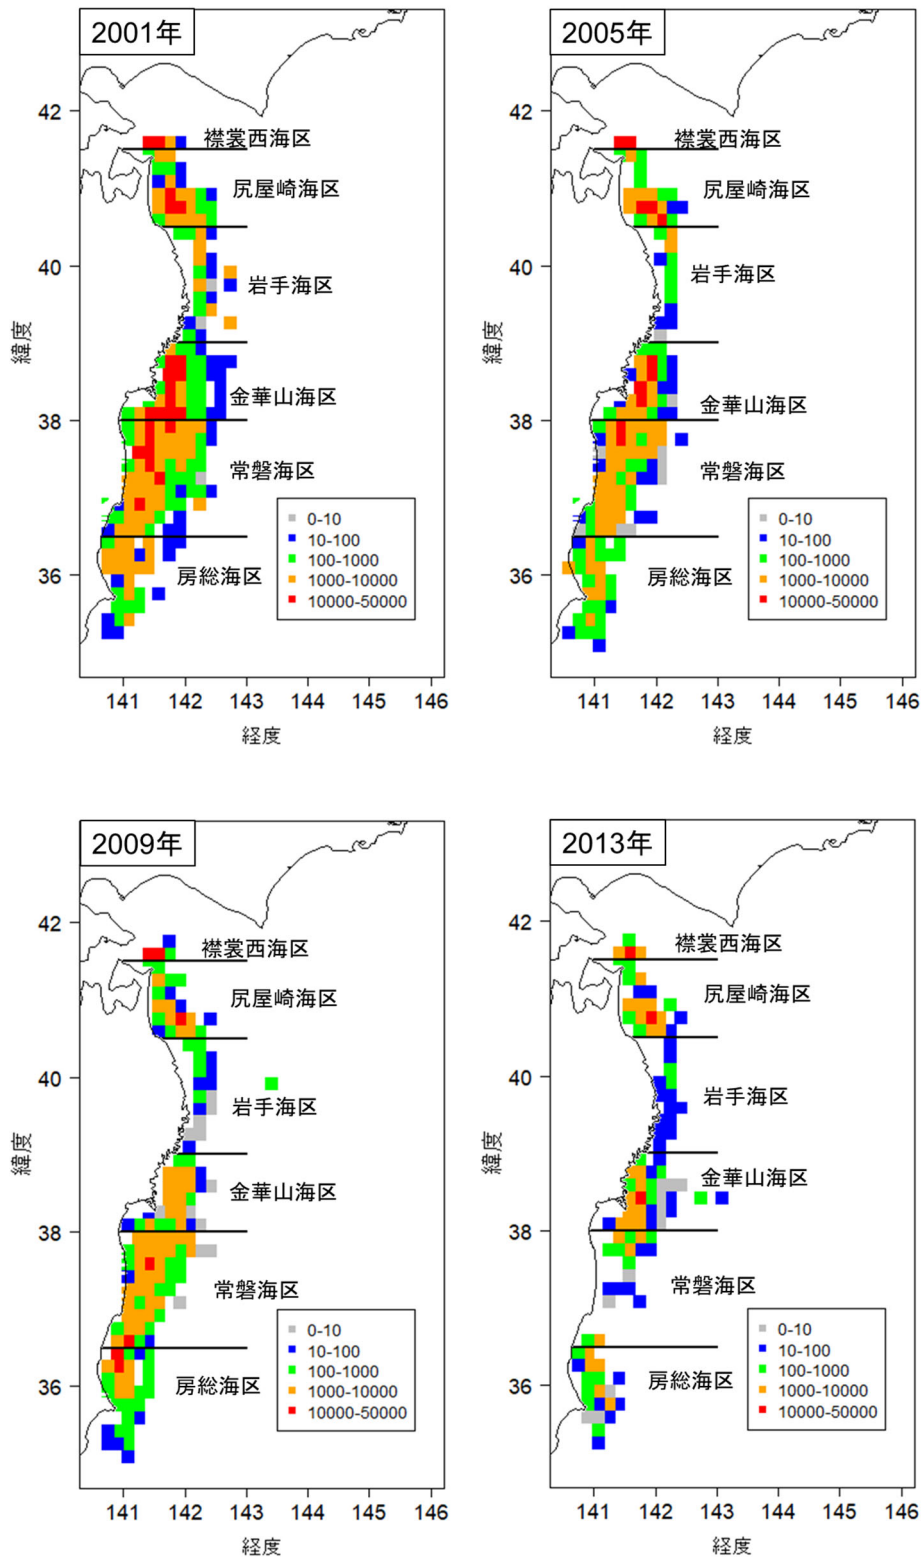 2001年
42
40
38
36
緯度
襟裳西海区
尻屋崎海区
岩手海区
金華山海区
常磐海区
房総海区
0-10
10-100
100-1000
1000-10000
10000-50000
141 142 143 144 145 146
経度
2005年
42
40
38
36
緯度
襟裳西海区
尻屋崎海区
岩手海区
金華山海区
常磐海区
房総海区
0-10
10-100
100-1000
1000-10000
10000-50000
141 142 143 144 145 146
経度
2009年
42
40
38
36
緯度
襟裳西海区
尻屋崎海区
岩手海区
金華山海区
常磐海区
房総海区
0-10
10-100
100-1000
1000-10000
10000-50000
141 142 143 144 145 146
経度
2013年
42
40
38
36
緯度
襟裳西海区
尻屋崎海区
岩手海区
金華山海区
常磐海区
房総海区
0-10
10-100
100-1000
1000-10000
10000-50000
141 142 143 144 145 146
経度